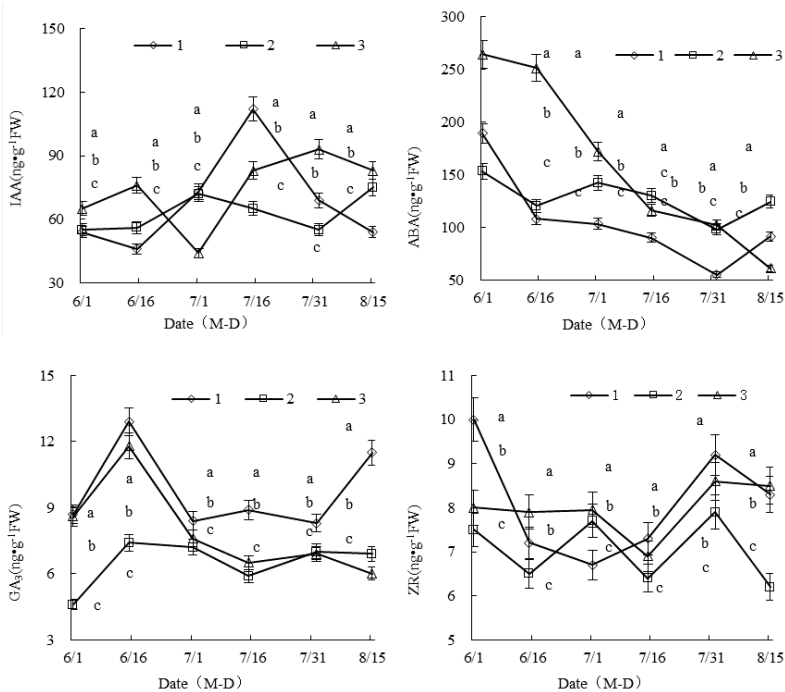 150
120
90
60
30
IAA(ng•g⁻¹FW)
1 2 3
a b c
a b c
a b c
a b c
a b c
a b c
6/1 6/16 7/1 7/16 7/31 8/15
Date（M-D）
300
250
200
150
100
50
ABA(ng•g⁻¹FW)
1 2 3
a b c
a b c
a b c
a c b
a b c
a b c
6/1 6/16 7/1 7/16 7/31 8/15
Date（M-D）
15
12
9
6
3
GA₃(ng•g⁻¹FW)
1 2 3
a b c
a b c
a b c
a b c
a b c
a b c
6/1 6/16 7/1 7/16 7/31 8/15
Date (M-D)
11
10
9
8
7
6
5
ZR(ng•g⁻¹FW)
1 2 3
a b c
a b c
a b c
a b c
a b c
a b c
6/1 6/16 7/1 7/16 7/31 8/15
Date (M-D)